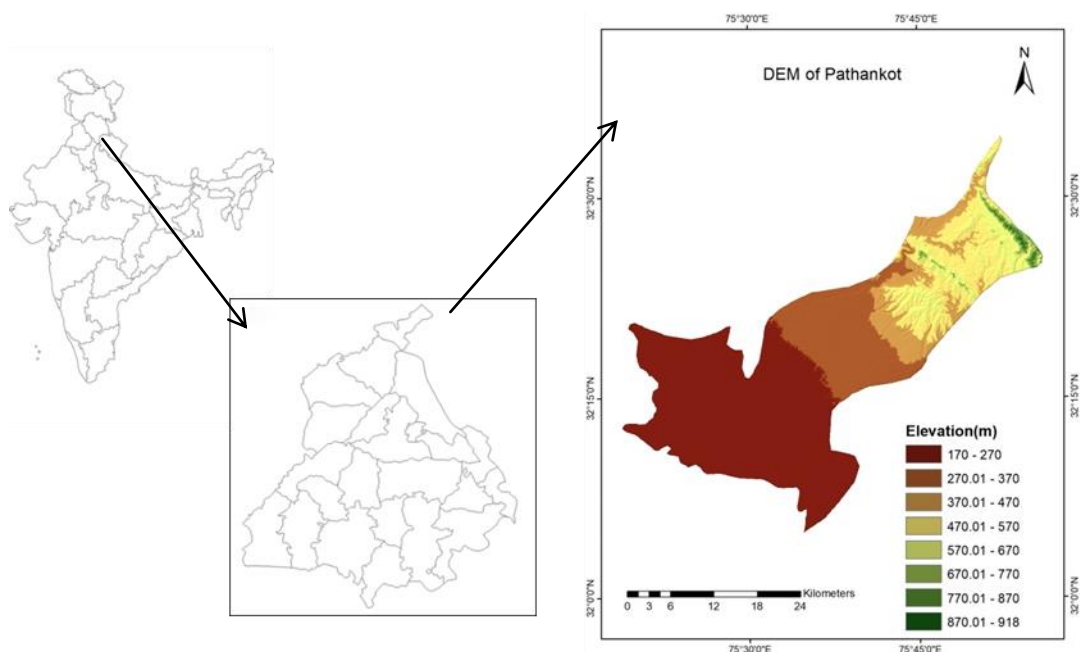 75°30'0"E 75°45'0"E
DEM of Pathankot
N
32°30'0"N 32°30'0"N
32°15'0"N 32°15'0"N
32°0'0"N 32°0'0"N
Elevation(m)
170 - 270
270.01 - 370
370.01 - 470
470.01 - 570
570.01 - 670
670.01 - 770
770.01 - 870
870.01 - 918
Kilometers
0 3 6 12 18 24
75°30'0"E 75°45'0"E